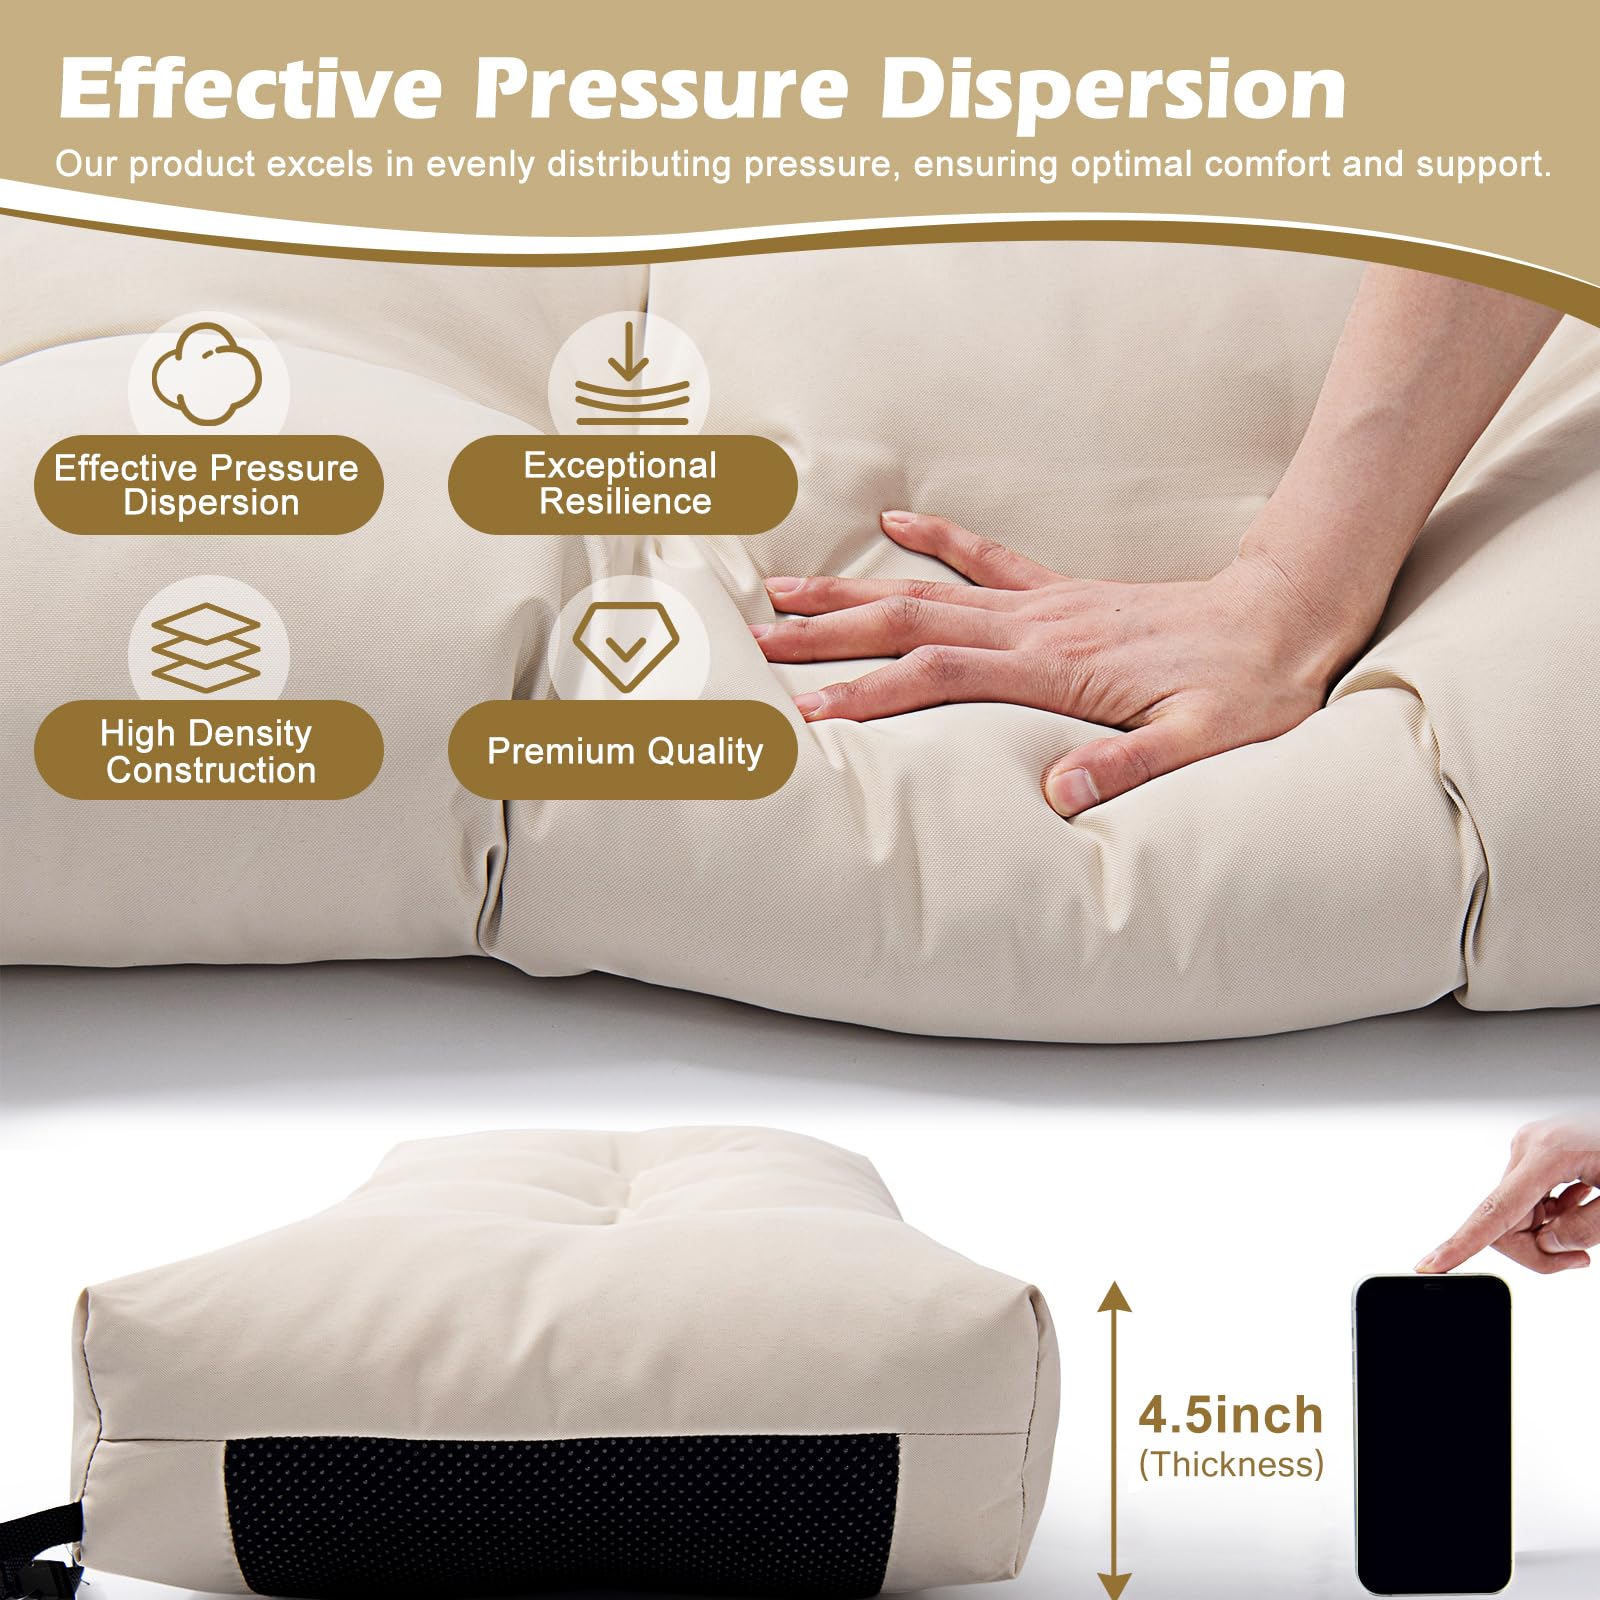 Effective Pressure Dispersion
Our product excels in evenly distributing pressure, ensuring optimal comfort and support.
Effective Pressure
Dispersion
Exceptional
Resilience
High Density
Construction
Premium Quality
4.5inch
(Thickness)